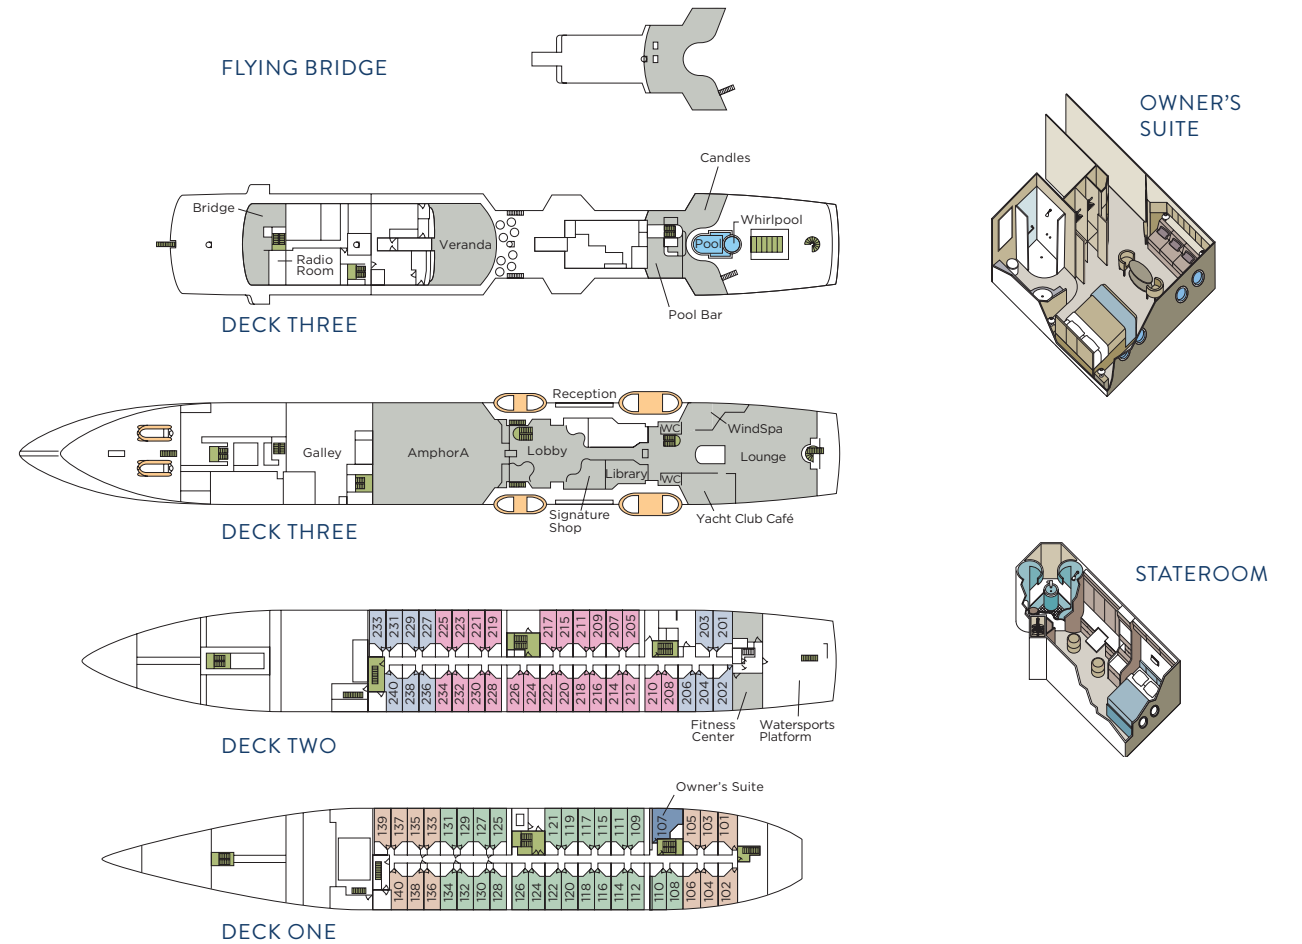 FLYING BRIDGE
OWNER'S
SUITE
Candles
Bridge
Whirlpool
Pool
Veranda
Radio
Room
Pool Bar
DECK THREE
Reception
WC
WindSpa
Galley
AmphorA
Lobby
Lounge
Library
WC
Signature
Shop
Yacht Club Café
DECK THREE
STATEROOM
233 231 229 227 225 223 221 219 217 215 211 209 207 205 203 201
240 238 236 234 232 230 228 226 224 222 220 218 216 214 212 210 208 206 204 202
Fitness
Center
Watersports
Platform
DECK TWO
Owner's Suite
139 137 135 133 131 129 127 125 121 119 117 115 111 109 107 105 103 101
140 138 136 134 132 130 128 126 124 122 120 118 116 114 112 110 108 106 104 102
DECK ONE